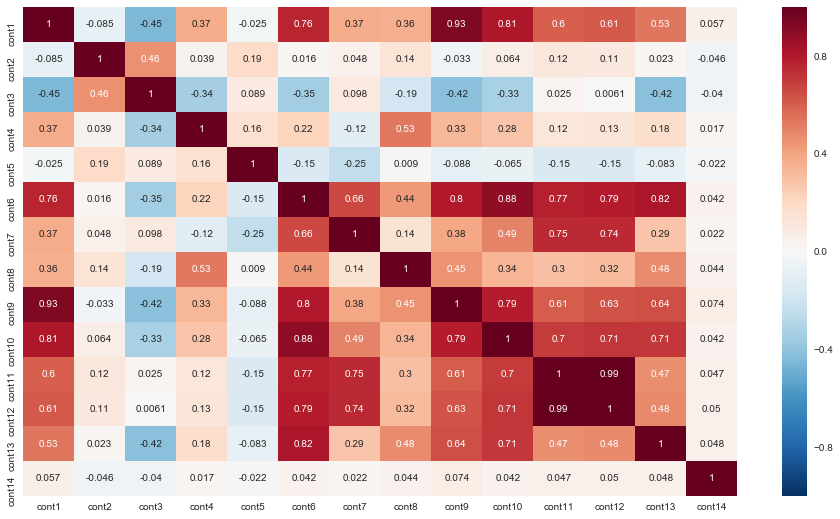 cont1 1 -0.085 -0.45 0.37 -0.025 0.76 0.37 0.36 0.93 0.81 0.6 0.61 0.53 0.057
cont2 -0.085 1 0.46 0.039 0.19 0.016 0.048 0.14 -0.033 0.064 0.12 0.11 0.023 -0.046
cont3 -0.45 0.46 1 -0.34 0.089 -0.35 0.098 -0.19 -0.42 -0.33 0.025 0.0061 -0.42 -0.04
cont4 0.37 0.039 -0.34 1 0.16 0.22 -0.12 0.53 0.33 0.28 0.12 0.13 0.18 0.017
cont5 -0.025 0.19 0.089 0.16 1 -0.15 -0.25 0.009 -0.088 -0.065 -0.15 -0.15 -0.083 -0.022
cont6 0.76 0.016 -0.35 0.22 -0.15 1 0.66 0.44 0.8 0.88 0.77 0.79 0.82 0.042
cont7 0.37 0.048 0.098 -0.12 -0.25 0.66 1 0.14 0.38 0.49 0.75 0.74 0.29 0.022
cont8 0.36 0.14 -0.19 0.53 0.009 0.44 0.14 1 0.45 0.34 0.3 0.32 0.48 0.044
cont9 0.93 -0.033 -0.42 0.33 -0.088 0.8 0.38 0.45 1 0.79 0.61 0.63 0.64 0.074
cont10 0.81 0.064 -0.33 0.28 -0.065 0.88 0.49 0.34 0.79 1 0.7 0.71 0.71 0.042
cont11 0.6 0.12 0.025 0.12 -0.15 0.77 0.75 0.3 0.61 0.7 1 0.99 0.47 0.047
cont12 0.61 0.11 0.0061 0.13 -0.15 0.79 0.74 0.32 0.63 0.71 0.99 1 0.48 0.05
cont13 0.53 0.023 -0.42 0.18 -0.083 0.82 0.29 0.48 0.64 0.71 0.47 0.48 1 0.048
cont14 0.057 -0.046 -0.04 0.017 -0.022 0.042 0.022 0.044 0.074 0.042 0.047 0.05 0.048 1
cont1 cont2 cont3 cont4 cont5 cont6 cont7 cont8 cont9 cont10 cont11 cont12 cont13 cont14
0.8
0.4
0.0
−0.4
−0.8